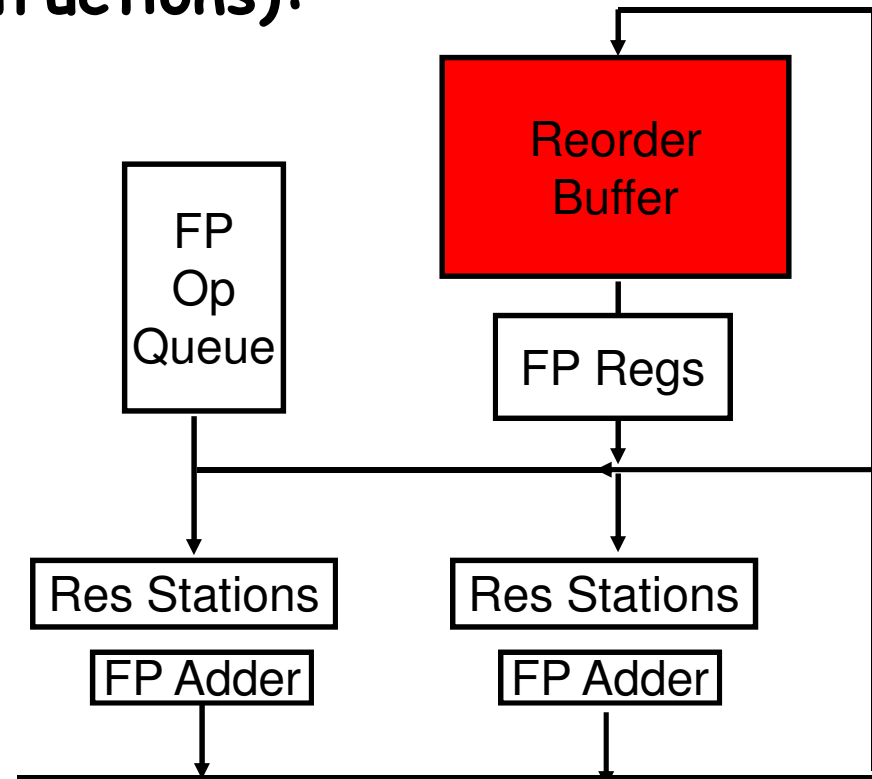 Reorder
Buffer
FP
Op
Queue
FP Regs
Res Stations
Res Stations
FP Adder
FP Adder